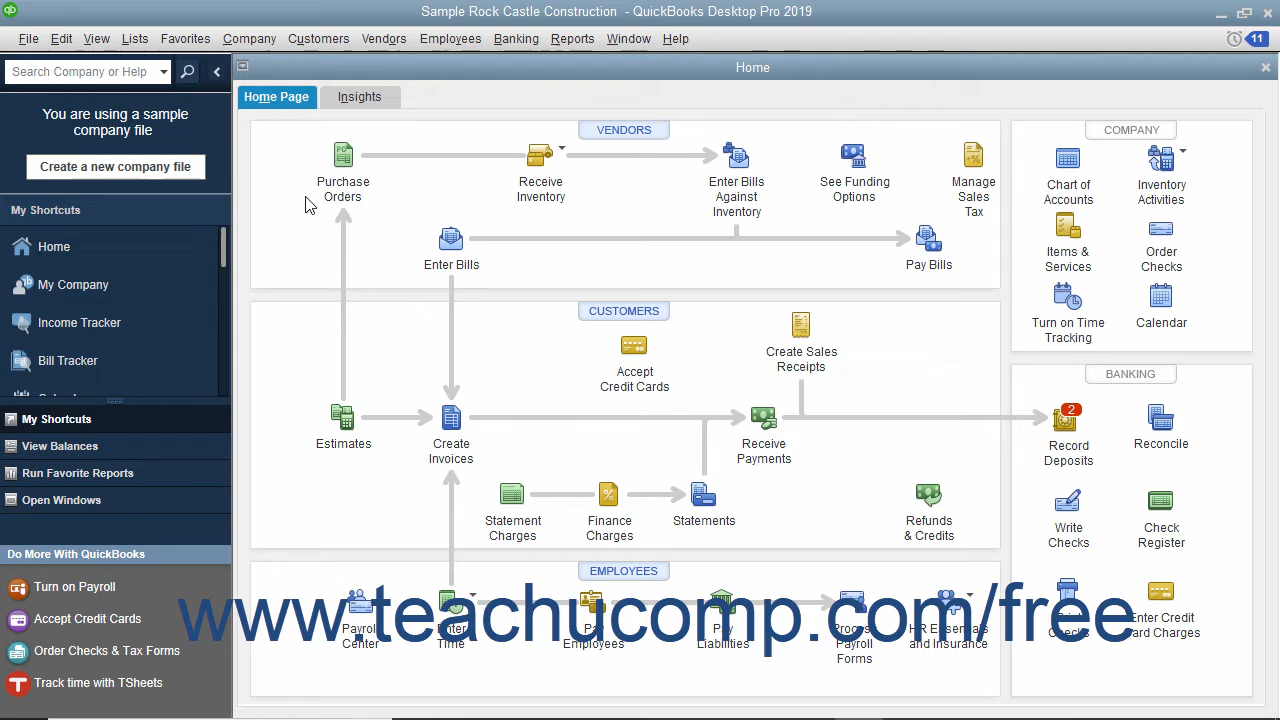 Sample Rock Castle Construction - QuickBooks Desktop Pro 2019
File Edit View Lists Favorites Company Customers Vendors Employees Banking Reports Window Help
11
Search Company or Help
You are using a sample
company file
Create a new company file
My Shortcuts
Home
My Company
Income Tracker
Bill Tracker
My Shortcuts
View Balances
Run Favorite Reports
Open Windows
Do More With QuickBooks
Turn on Payroll
Accept Credit Cards
Order Checks & Tax Forms
Track time with TSheets
Home
Home Page
Insights
VENDORS
Purchase
Orders
Receive
Inventory
Enter Bills
Against
Inventory
See Funding
Options
Manage
Sales
Tax
Enter Bills
Pay Bills
CUSTOMERS
Accept
Credit Cards
Create Sales
Receipts
Estimates
Create
Invoices
Receive
Payments
Statement
Charges
Finance
Charges
Statements
Refunds
& Credits
EMPLOYEES
Payroll
Center
Enter
Time
Pay
Employees
Pay
Liabilities
Process
Payroll
Forms
HR Essentials
and Insurance
COMPANY
Chart of
Accounts
Inventory
Activities
Items &
Services
Order
Checks
Turn on Time
Tracking
Calendar
BANKING
2
Record
Deposits
Reconcile
Write
Checks
Check
Register
Checks
Enter Credit
Card Charges
www.teachucomp.com/free